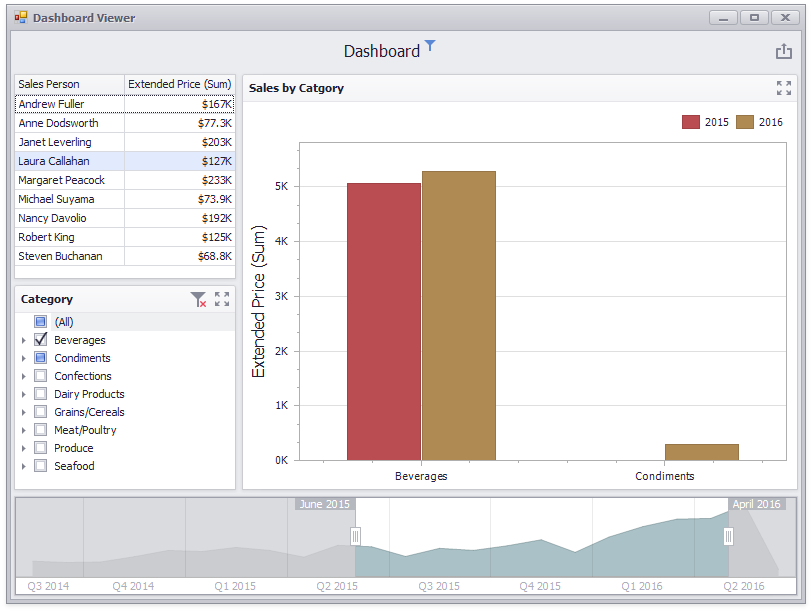 Dashboard Viewer
Dashboard
Sales Person Extended Price (Sum)
Andrew Fuller $167K
Anne Dodsworth $77.3K
Janet Leverling $203K
Laura Callahan $127K
Margaret Peacock $233K
Michael Suyama $73.9K
Nancy Davolio $192K
Robert King $125K
Steven Buchanan $68.8K
Category
(All)
Beverages
Condiments
Confections
Dairy Products
Grains/Cereals
Meat/Poultry
Produce
Seafood
Sales by Catgory
2015 2016
Extended Price (Sum)
5K
4K
3K
2K
1K
0K
Beverages Condiments
June 2015 April 2016
Q3 2014 Q4 2014 Q1 2015 Q2 2015 Q3 2015 Q4 2015 Q1 2016 Q2 2016